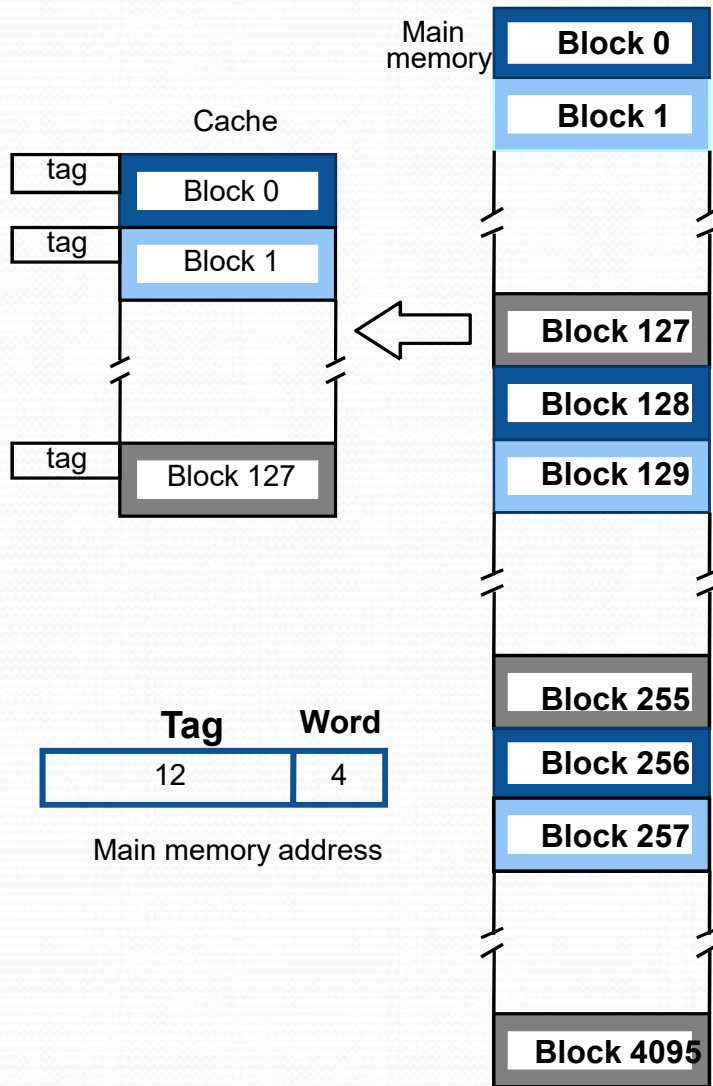 Main
memory
Block 0
Block 1
Cache
tag
Block 0
tag
Block 1
tag
Block 127
Block 127
Block 128
Block 129
Block 255
Block 256
Block 257
Block 4095
Tag Word
12 4
Main memory address